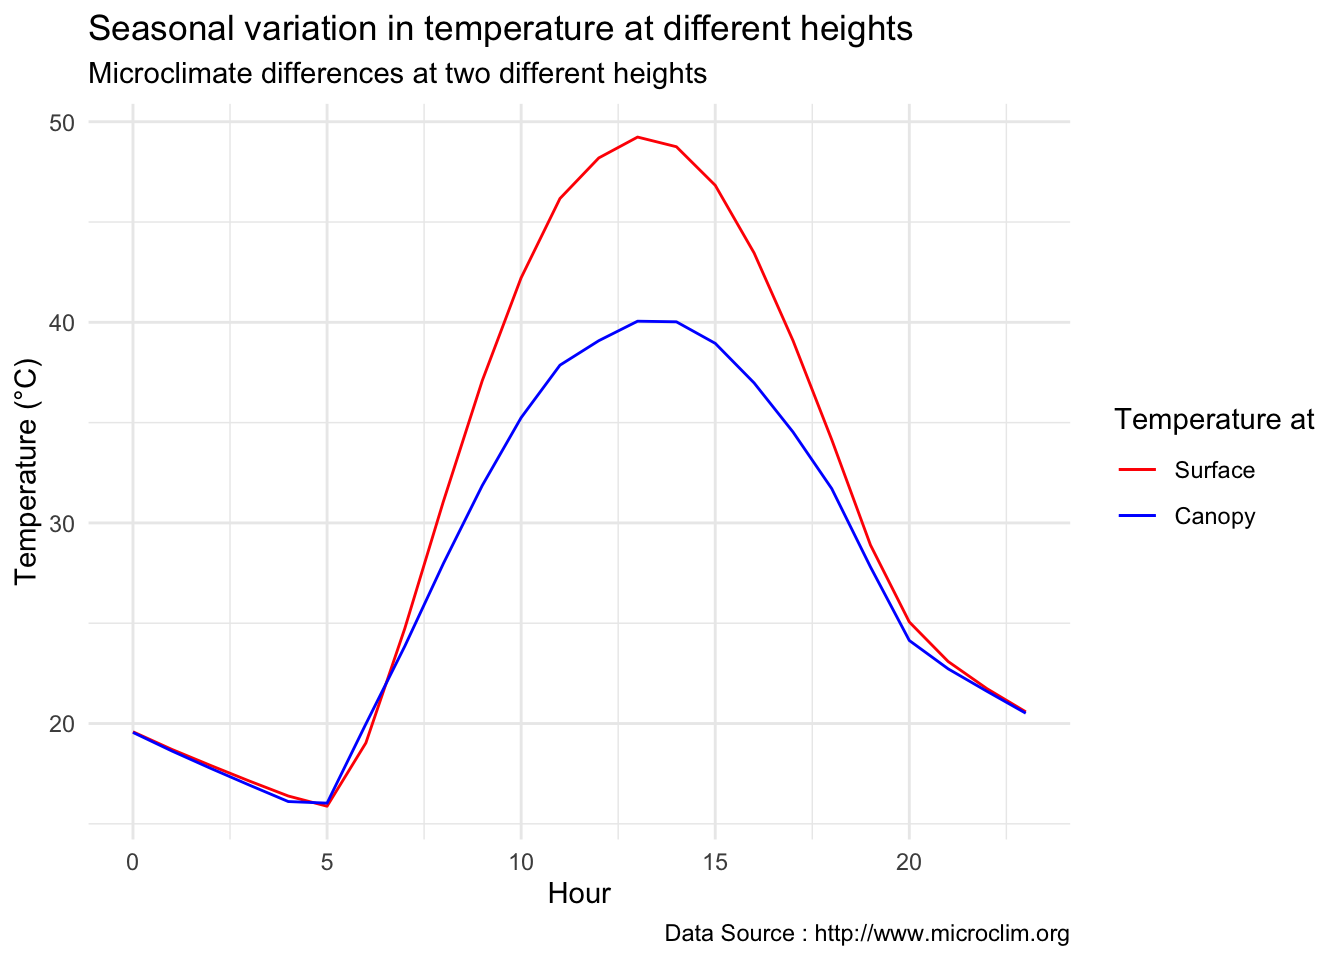 Seasonal variation in temperature at different heights
Microclimate differences at two different heights
50
40
30
20
Temperature (°C)
0 5 10 15 20
Hour
Temperature at
Surface
Canopy
Data Source : http://www.microclim.org